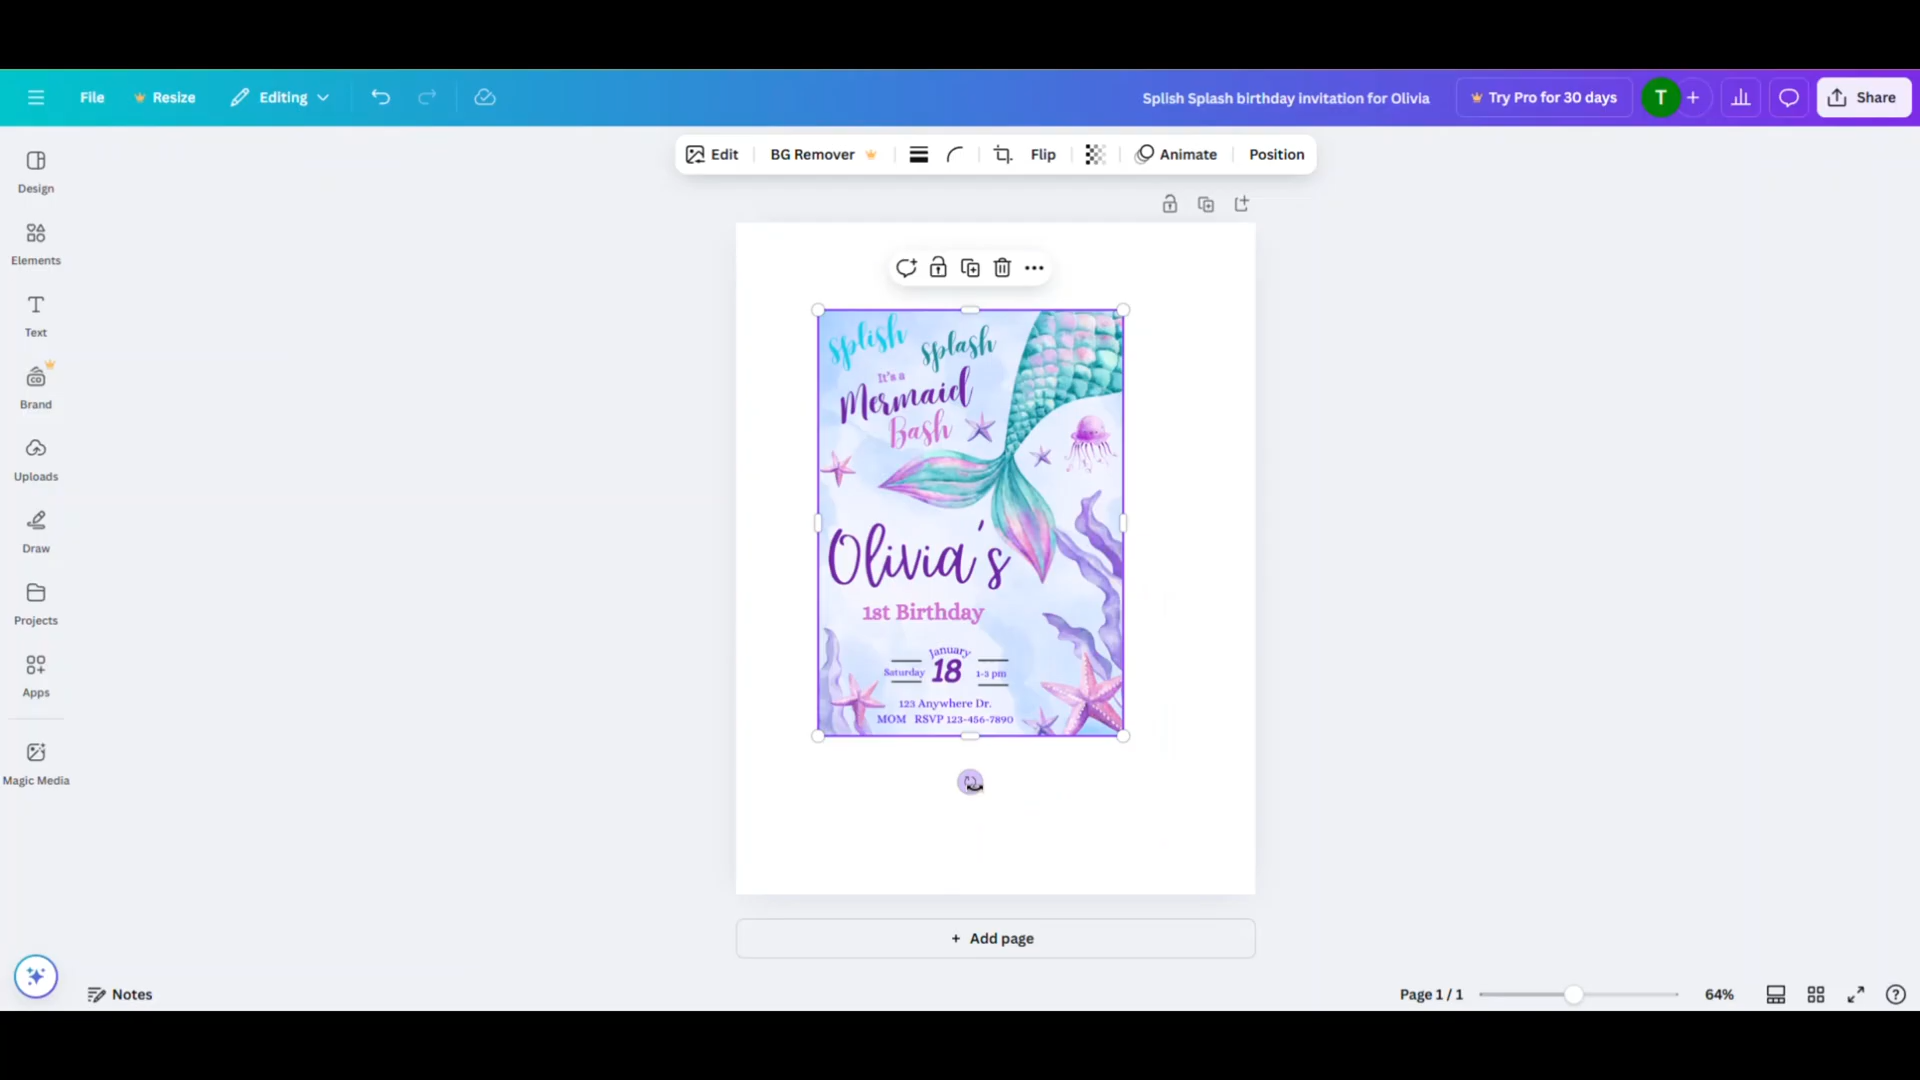 File
Resize
Editing
Splish Splash birthday invitation for Olivia
Try Pro for 30 days
T
+
Share
Edit
BG Remover
Flip
Animate
Position
Design
Elements
Text
Brand
CO
Uploads
Draw
Projects
Apps
Magic Media
splish
splash
It's a
Mermaid
Bash
Olivia's
1st Birthday
January
Saturday 18 1-3 pm
123 Anywhere Dr.
MOM RSVP 123-456-7890
+ Add page
Notes
Page 1 / 1
64%
?